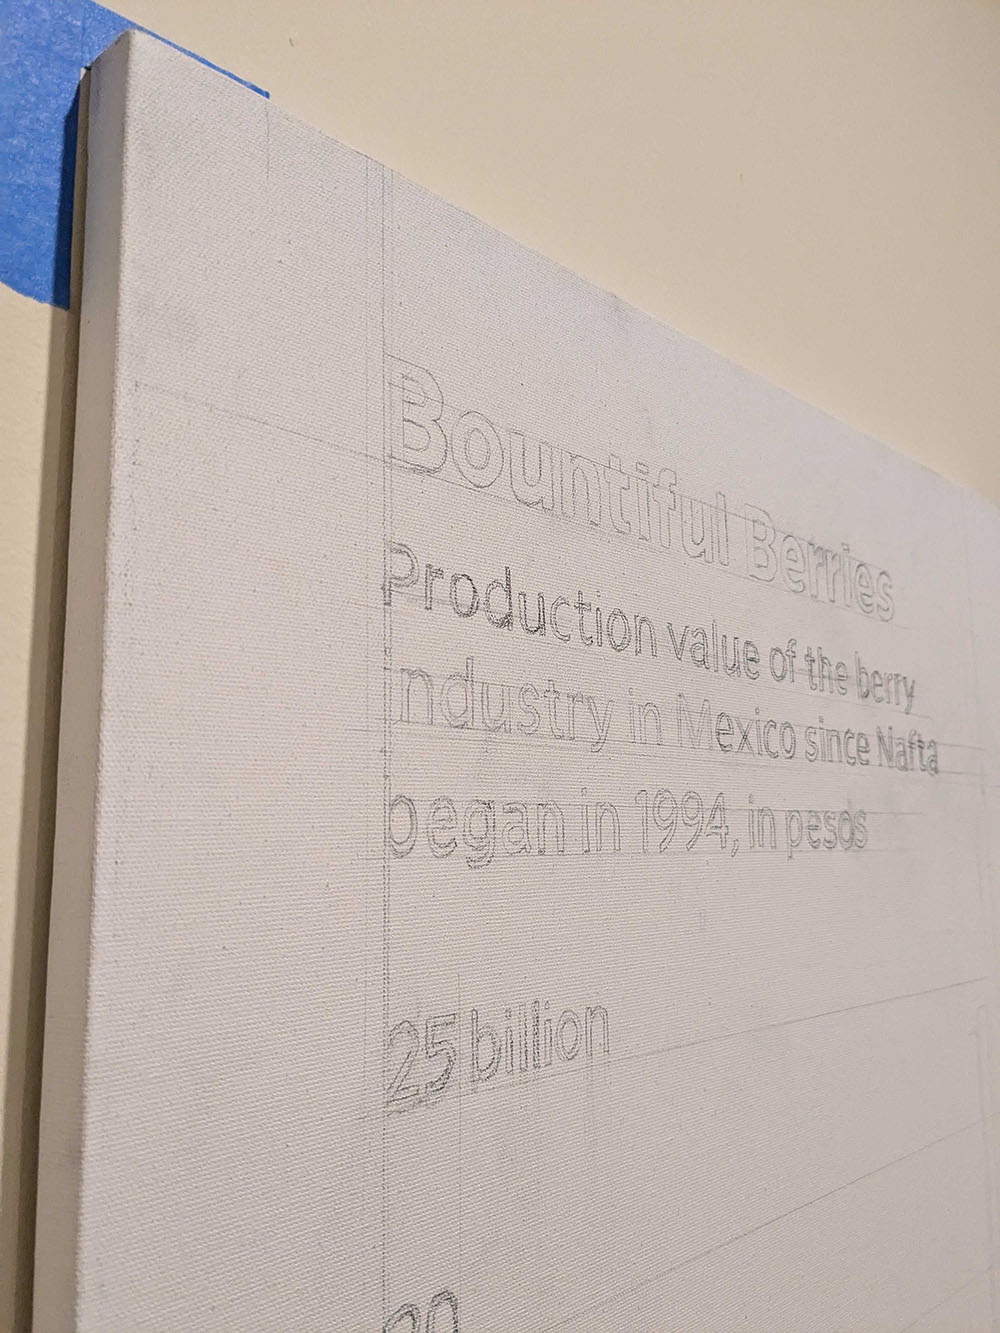 Bountiful Berries
Production value of the berry
industry in Mexico since Nafta
began in 1994, in pesos
25 billion
20